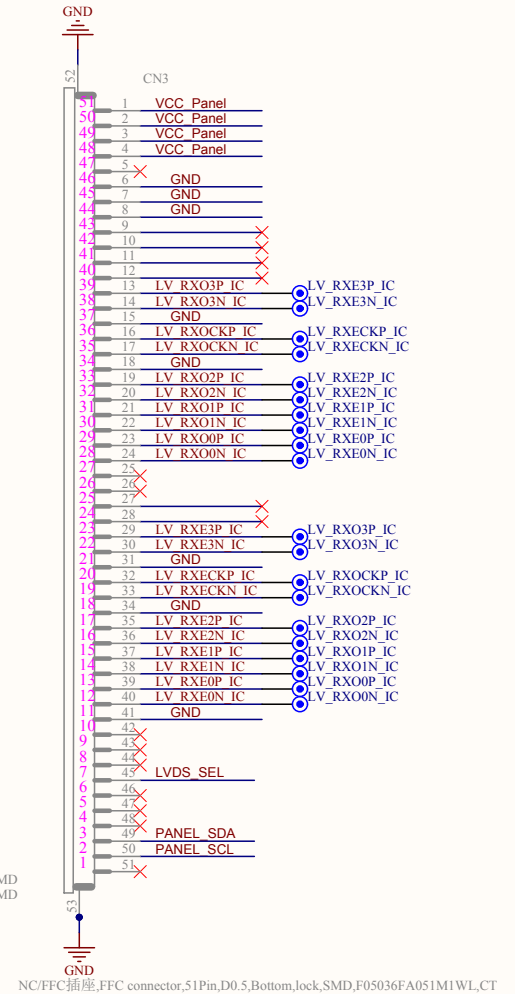 GND
52
CN3
51 1 VCC_Panel
50 2 VCC_Panel
49 3 VCC_Panel
48 4 VCC_Panel
47 5
46 6 GND
45 7 GND
44 8 GND
43 9
42 10
41 11
40 12
39 13 LV_RXO3P_IC LV_RXE3P_IC
38 14 LV_RXO3N_IC LV_RXE3N_IC
37 15 GND
36 16 LV_RXOCKP_IC LV_RXECKP_IC
35 17 LV_RXOCKN_IC LV_RXECKN_IC
34 18 GND
33 19 LV_RXO2P_IC LV_RXE2P_IC
32 20 LV_RXO2N_IC LV_RXE2N_IC
31 21 LV_RXO1P_IC LV_RXE1P_IC
30 22 LV_RXO1N_IC LV_RXE1N_IC
29 23 LV_RXO0P_IC LV_RXE0P_IC
28 24 LV_RXO0N_IC LV_RXE0N_IC
27 25
26 26
25 27
24 28
23 29 LV_RXE3P_IC LV_RXO3P_IC
22 30 LV_RXE3N_IC LV_RXO3N_IC
21 31 GND
20 32 LV_RXECKP_IC LV_RXOCKP_IC
19 33 LV_RXECKN_IC LV_RXOCKN_IC
18 34 GND
17 35 LV_RXE2P_IC LV_RXO2P_IC
16 36 LV_RXE2N_IC LV_RXO2N_IC
15 37 LV_RXE1P_IC LV_RXO1P_IC
14 38 LV_RXE1N_IC LV_RXO1N_IC
13 39 LV_RXE0P_IC LV_RXO0P_IC
12 40 LV_RXE0N_IC LV_RXO0N_IC
11 41 GND
10 42
9 43
8 44
7 45 LVDS_SEL
6 46
5 47
4 48
3 49 PANEL_SDA
2 50 PANEL_SCL
1 51
MD
MD
53
GND
NC/FFC插座,FFC connector,51Pin,D0.5,Bottom,lock,SMD,F05036FA051M1WL,CT